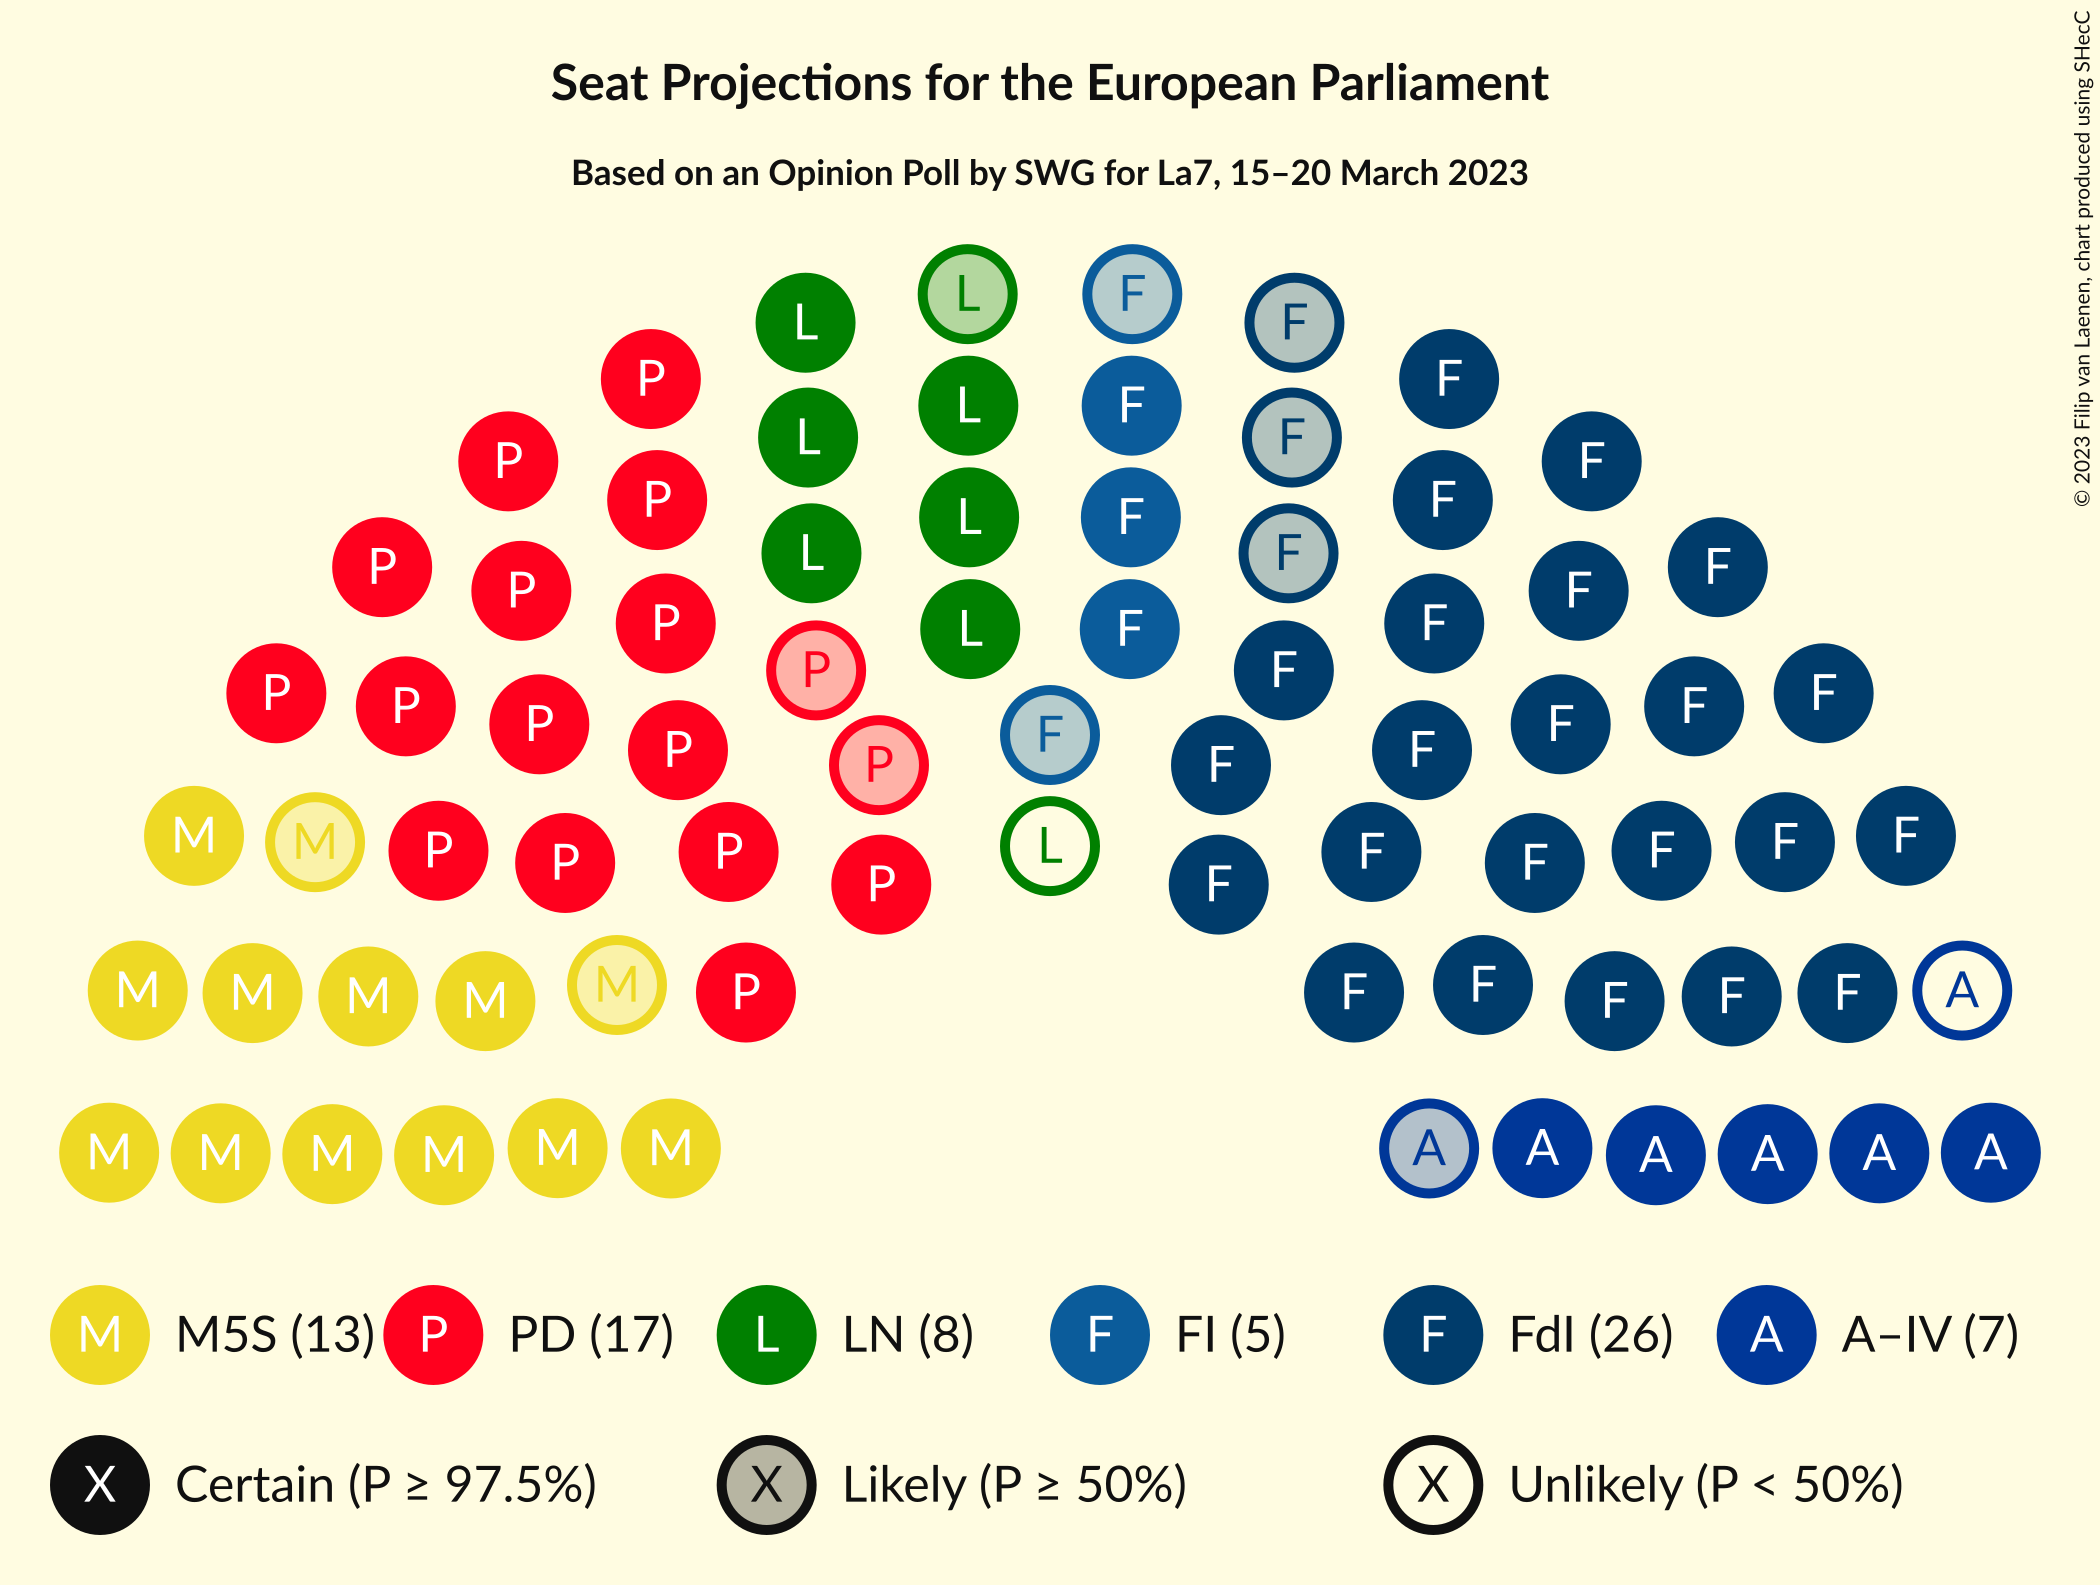 Seat Projections for the European Parliament
Based on an Opinion Poll by SWG for La7, 15–20 March 2023
© 2023 Filip van Laenen, chart produced using SHecC
L F
L F
P F
L F
L F
P F
L F
P F
L F
P F
P F
L F
P F
P F
L F
P F
P F
P F
P P F F
F
P P F F
P F
M F
M F
P L F
P P F F
P F
M M F A
M M F F
M P F F
M M M M M M A A A A A A
M M5S (13) P PD (17) L LN (8) F FI (5) F FdI (26) A A–IV (7)
X Certain (P ≥ 97.5%) X Likely (P ≥ 50%) X Unlikely (P < 50%)